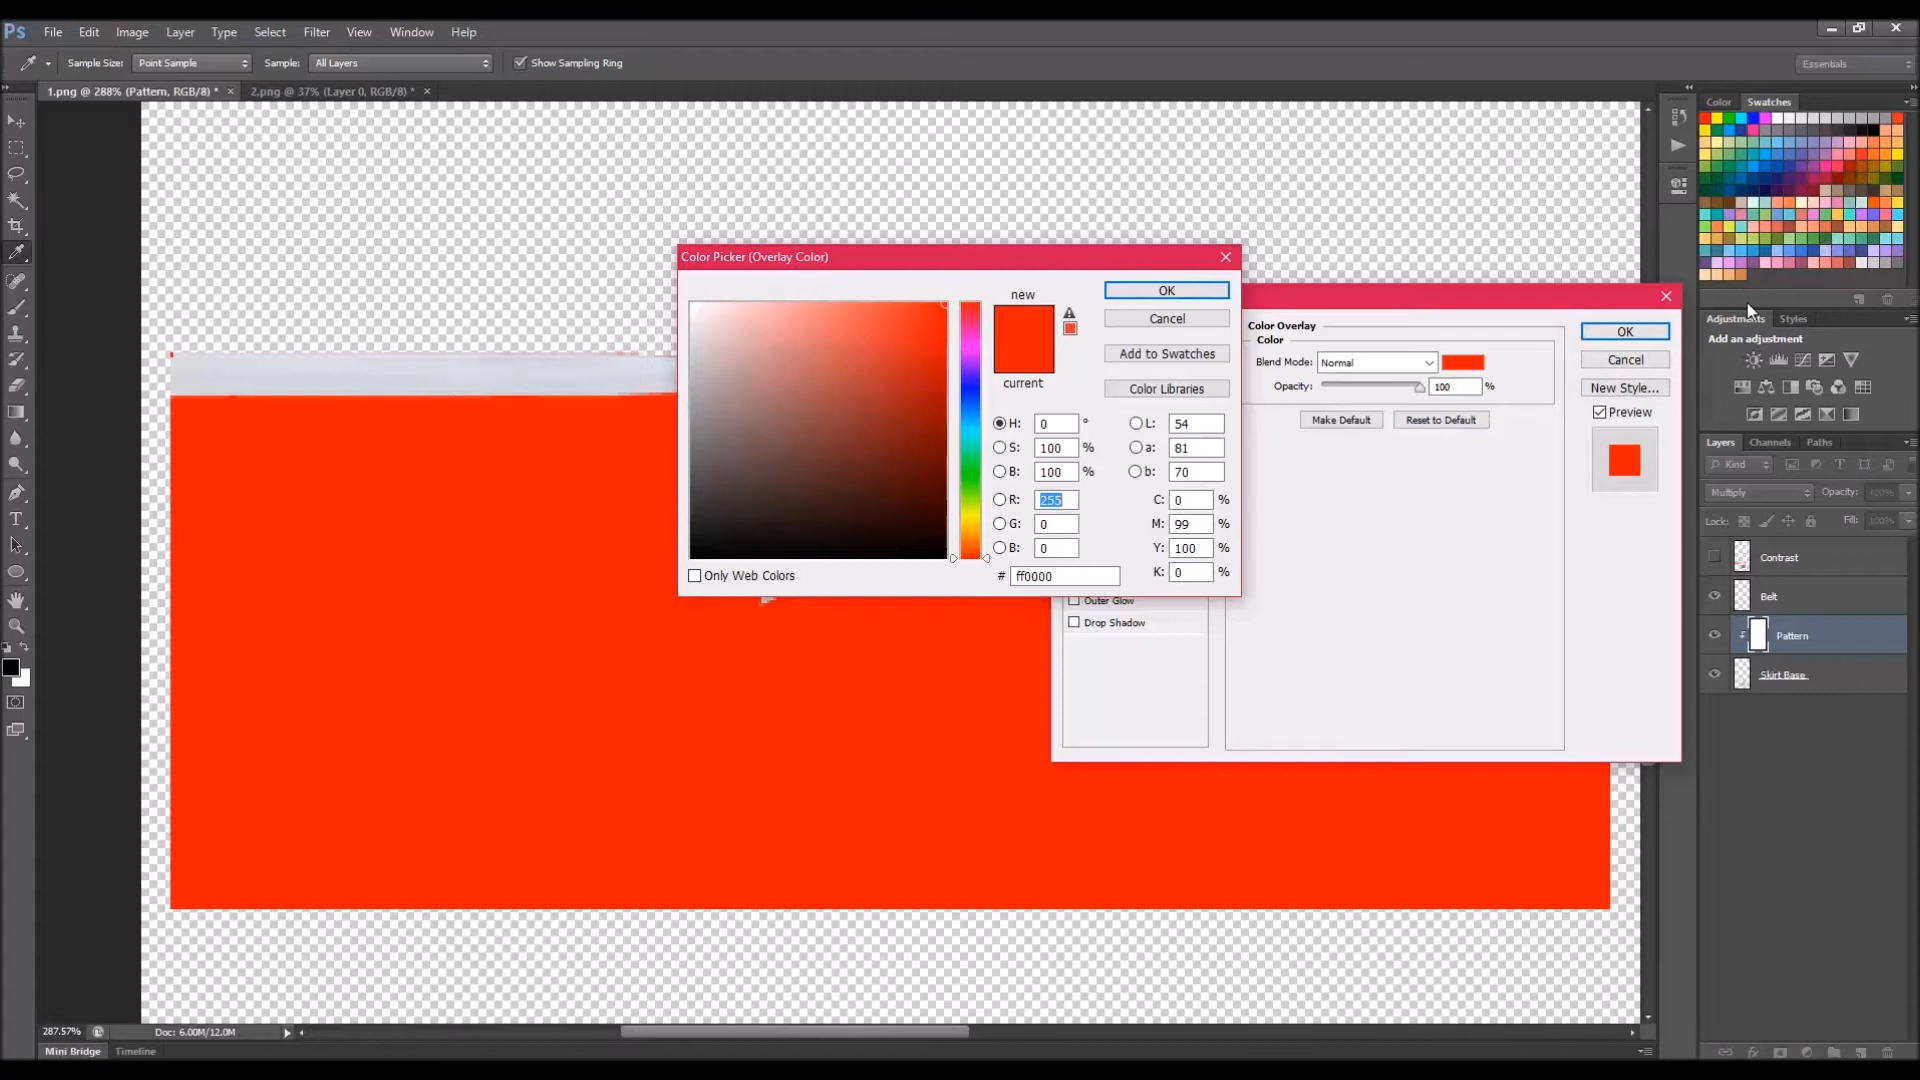 Ps File Edit Image Layer Type Select Filter View Window Help
Sample Size: Point Sample Sample: All Layers Show Sampling Ring Essentials
1.png @ 288% (Pattern, RGB/8) * × 2.png @ 37% (Layer 0, RGB/8) * ×
Color Swatches
Color Picker (Overlay Color)
new
current
OK
Cancel
Add to Swatches
Color Libraries
H: 0 °
S: 100 %
B: 100 %
R: 255
G: 0
B: 0
# ff0000
L: 54
a: 81
b: 70
C: 0 %
M: 99 %
Y: 100 %
K: 0 %
Only Web Colors
Color Overlay
Color
Blend Mode: Normal
Opacity: 100 %
Make Default Reset to Default
OK
Cancel
New Style...
Preview
Outer Glow
Drop Shadow
Adjustments Styles
Add an adjustment
Layers Channels Paths
Kind
Multiply Opacity: 100%
Lock: Fill: 100%
Contrast
Belt
Pattern
Skirt Base
287.57% Doc: 6.00M/12.0M
Mini Bridge Timeline